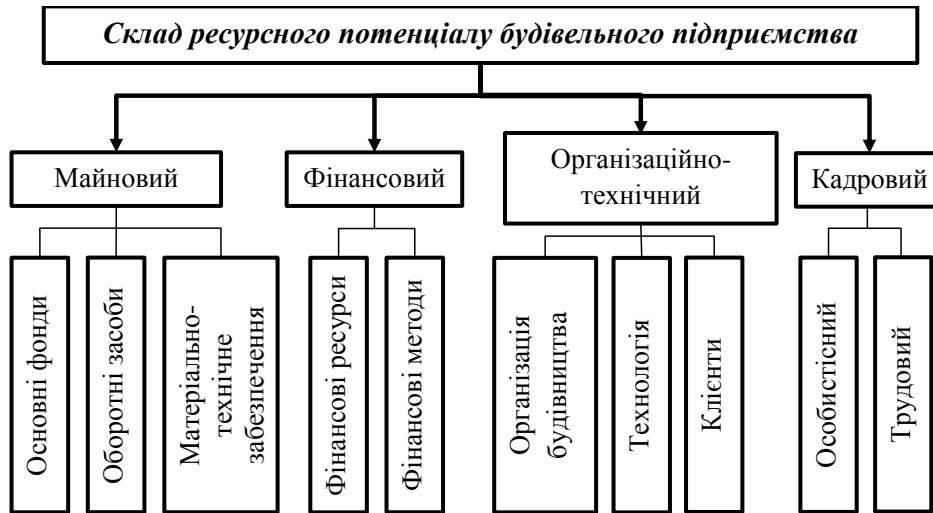 Склад ресурсного потенціалу будівельного підприємства
Майновий
Фінансовий
Організаційно-
технічний
Кадровий
Основні фонди
Оборотні засоби
Матеріально-
технічне
забезпечення
Фінансові ресурси
Фінансові методи
Організація
будівництва
Технологія
Клієнти
Особистісний
Трудовий